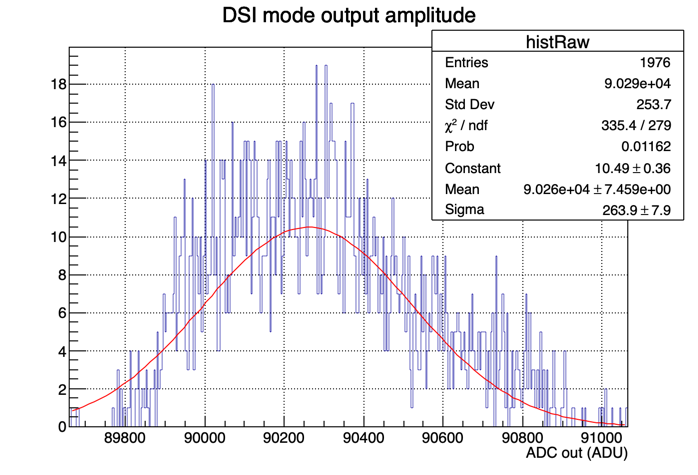 DSI mode output amplitude
histRaw
Entries 1976
Mean 9.029e+04
Std Dev 253.7
χ² / ndf 335.4 / 279
Prob 0.01162
Constant 10.49 ± 0.36
Mean 9.026e+04 ± 7.459e+00
Sigma 263.9 ± 7.9
18
16
14
12
10
8
6
4
2
0
89800 90000 90200 90400 90600 90800 91000
ADC out (ADU)